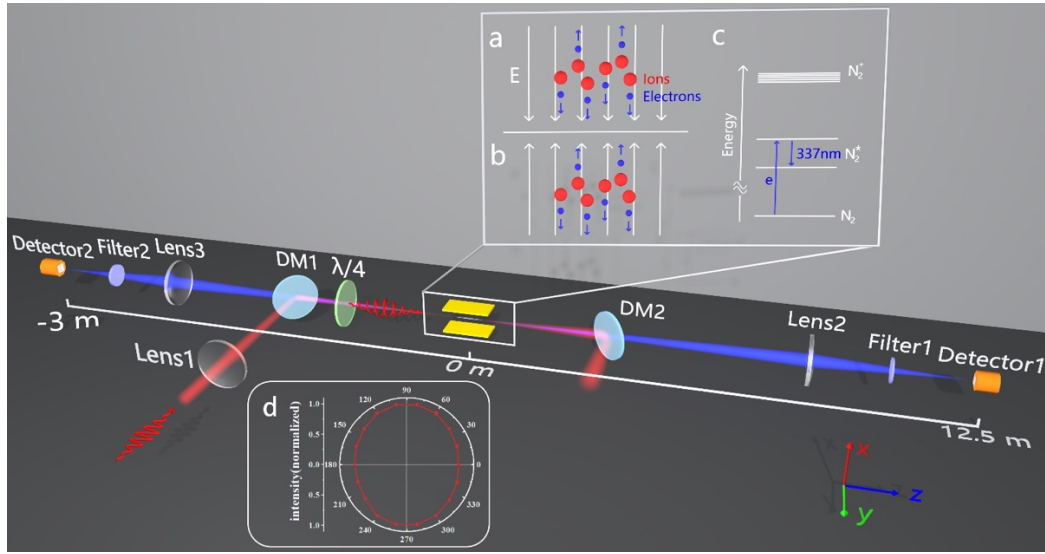 a
E
Ions
Electrons
b
c
Energy
N₂⁺
337nm
N₂*
e
N₂
Detector2
Filter2
Lens3
DM1
λ/4
DM2
Lens2
Filter1
Detector1
-3 m
0 m
12.5 m
Lens1
d
intensity(normalized)
1.0
0.5
0.0
0.5
1.0
90
120
60
150
30
180
0
210
330
240
300
270
x
y
z